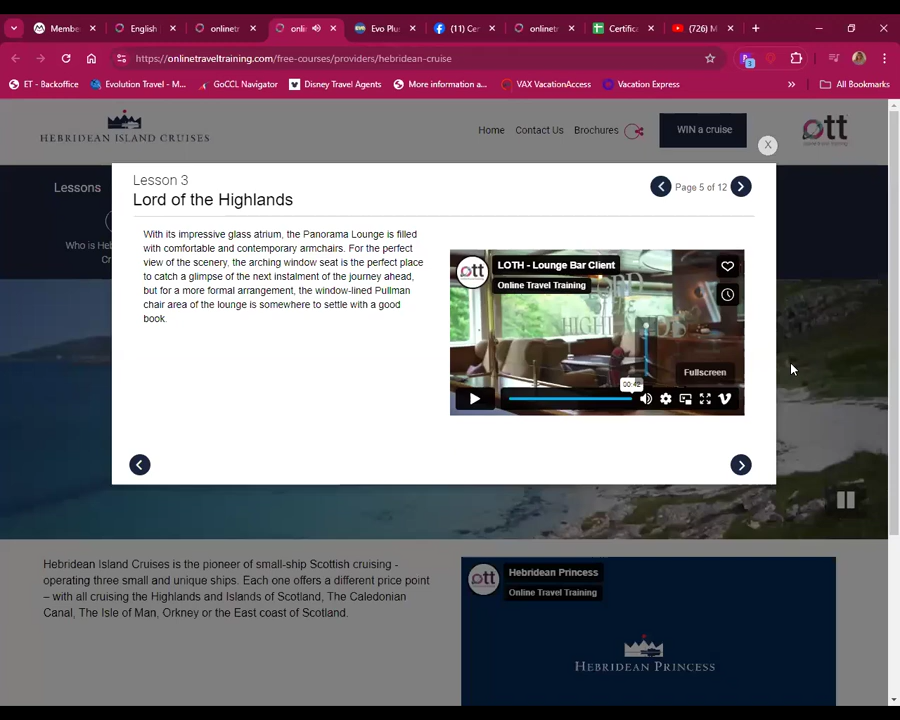 Membe
English
onlinetr
onlin
Evo Plu
(11) Cer
onlinetr
Certifica
(726) M
https://onlinetraveltraining.com/free-courses/providers/hebridean-cruise
3
ET - Backoffice
Evolution Travel - M...
GoCCL Navigator
Disney Travel Agents
More information a...
VAX VacationAccess
Vacation Express
»
All Bookmarks
HEBRIDEAN ISLAND CRUISES
Home
Contact Us
Brochures
WIN a cruise
ott
X
Lessons
Who is Heb
Lesson 3
Lord of the Highlands
Page 5 of 12
With its impressive glass atrium, the Panorama Lounge is filled
with comfortable and contemporary armchairs. For the perfect
view of the scenery, the arching window seat is the perfect place
to catch a glimpse of the next instalment of the journey ahead,
but for a more formal arrangement, the window-lined Pullman
chair area of the lounge is somewhere to settle with a good
book.
ott
LOTH - Lounge Bar Client
Online Travel Training
LORD
HIGHLANDS
Fullscreen
00:42
Hebridean Island Cruises is the pioneer of small-ship Scottish cruising -
operating three small and unique ships. Each one offers a different price point
– with all cruising the Highlands and Islands of Scotland, The Caledonian
Canal, The Isle of Man, Orkney or the East coast of Scotland.
ott
Hebridean Princess
Online Travel Training
HEBRIDEAN PRINCESS